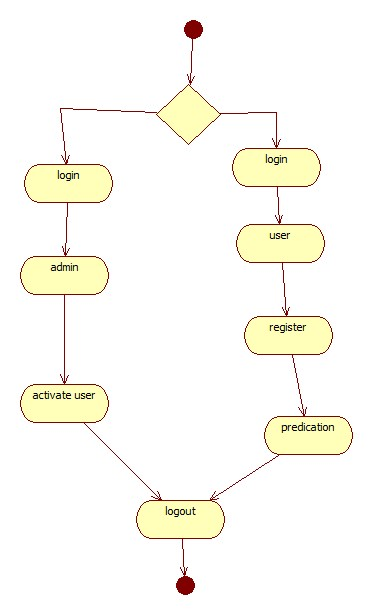 login
login
user
admin
register
activate user
predication
logout